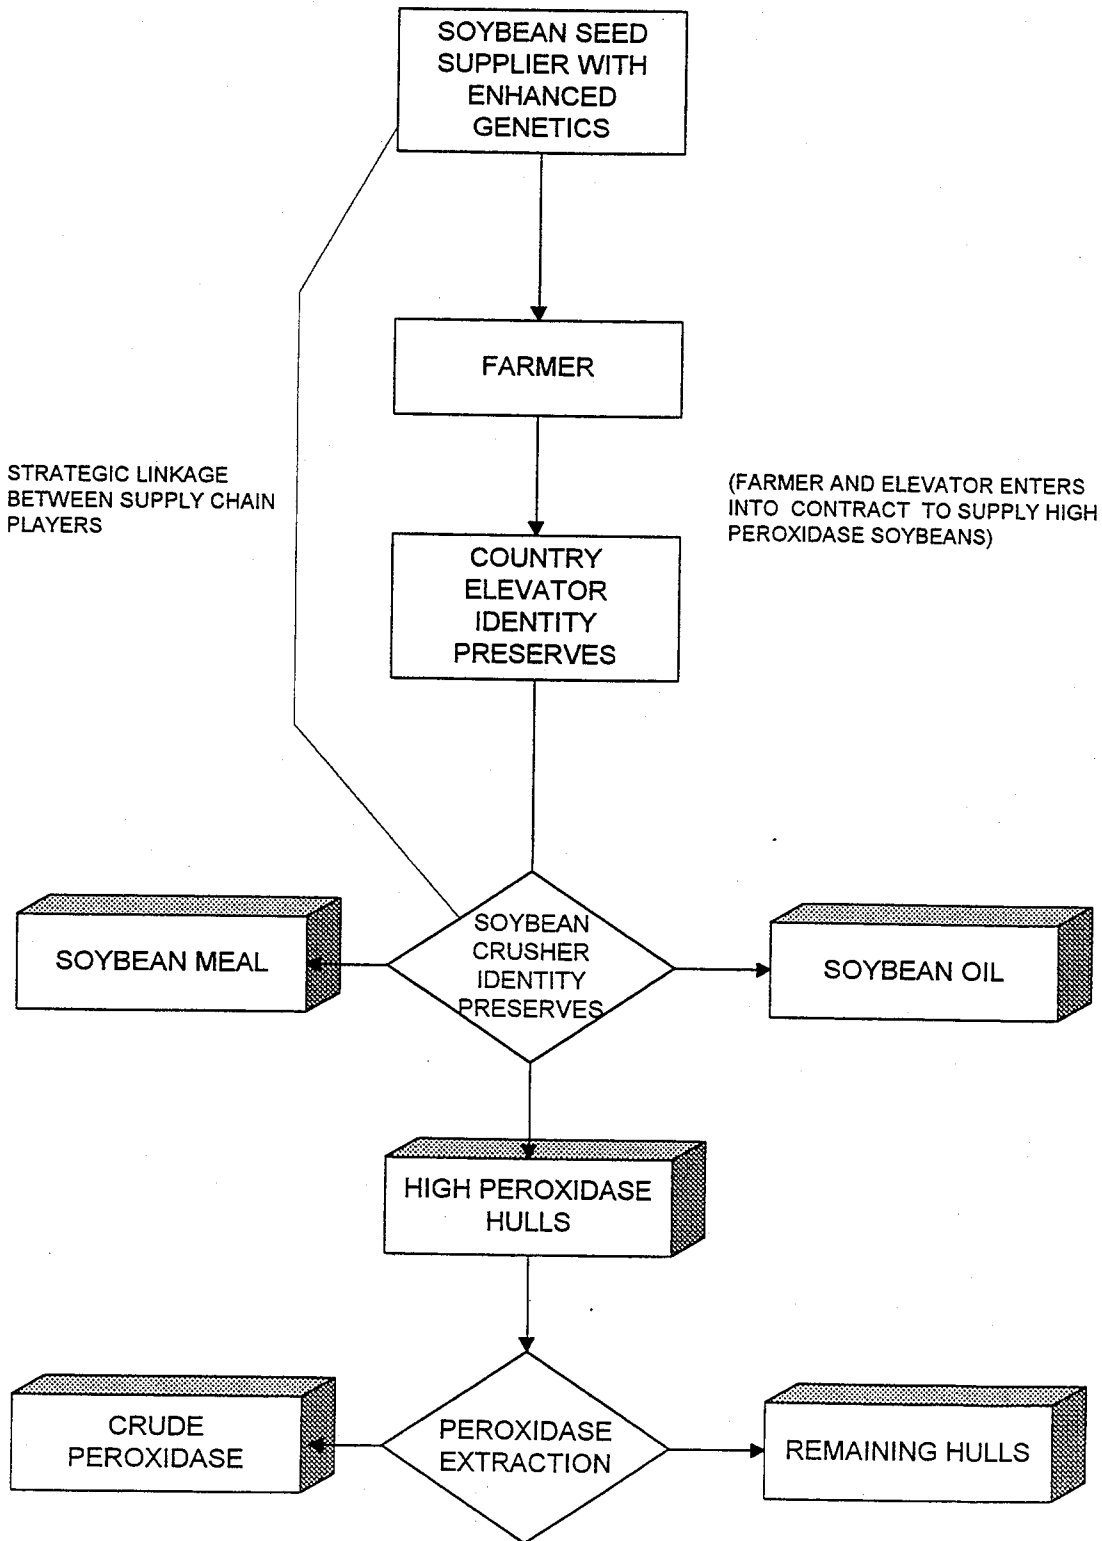 SOYBEAN SEED
SUPPLIER WITH
ENHANCED
GENETICS
FARMER
STRATEGIC LINKAGE
BETWEEN SUPPLY CHAIN
PLAYERS
(FARMER AND ELEVATOR ENTERS
INTO CONTRACT TO SUPPLY HIGH
PEROXIDASE SOYBEANS)
COUNTRY
ELEVATOR
IDENTITY
PRESERVES
SOYBEAN MEAL
SOYBEAN
CRUSHER
IDENTITY
PRESERVES
SOYBEAN OIL
HIGH PEROXIDASE
HULLS
CRUDE
PEROXIDASE
PEROXIDASE
EXTRACTION
REMAINING HULLS